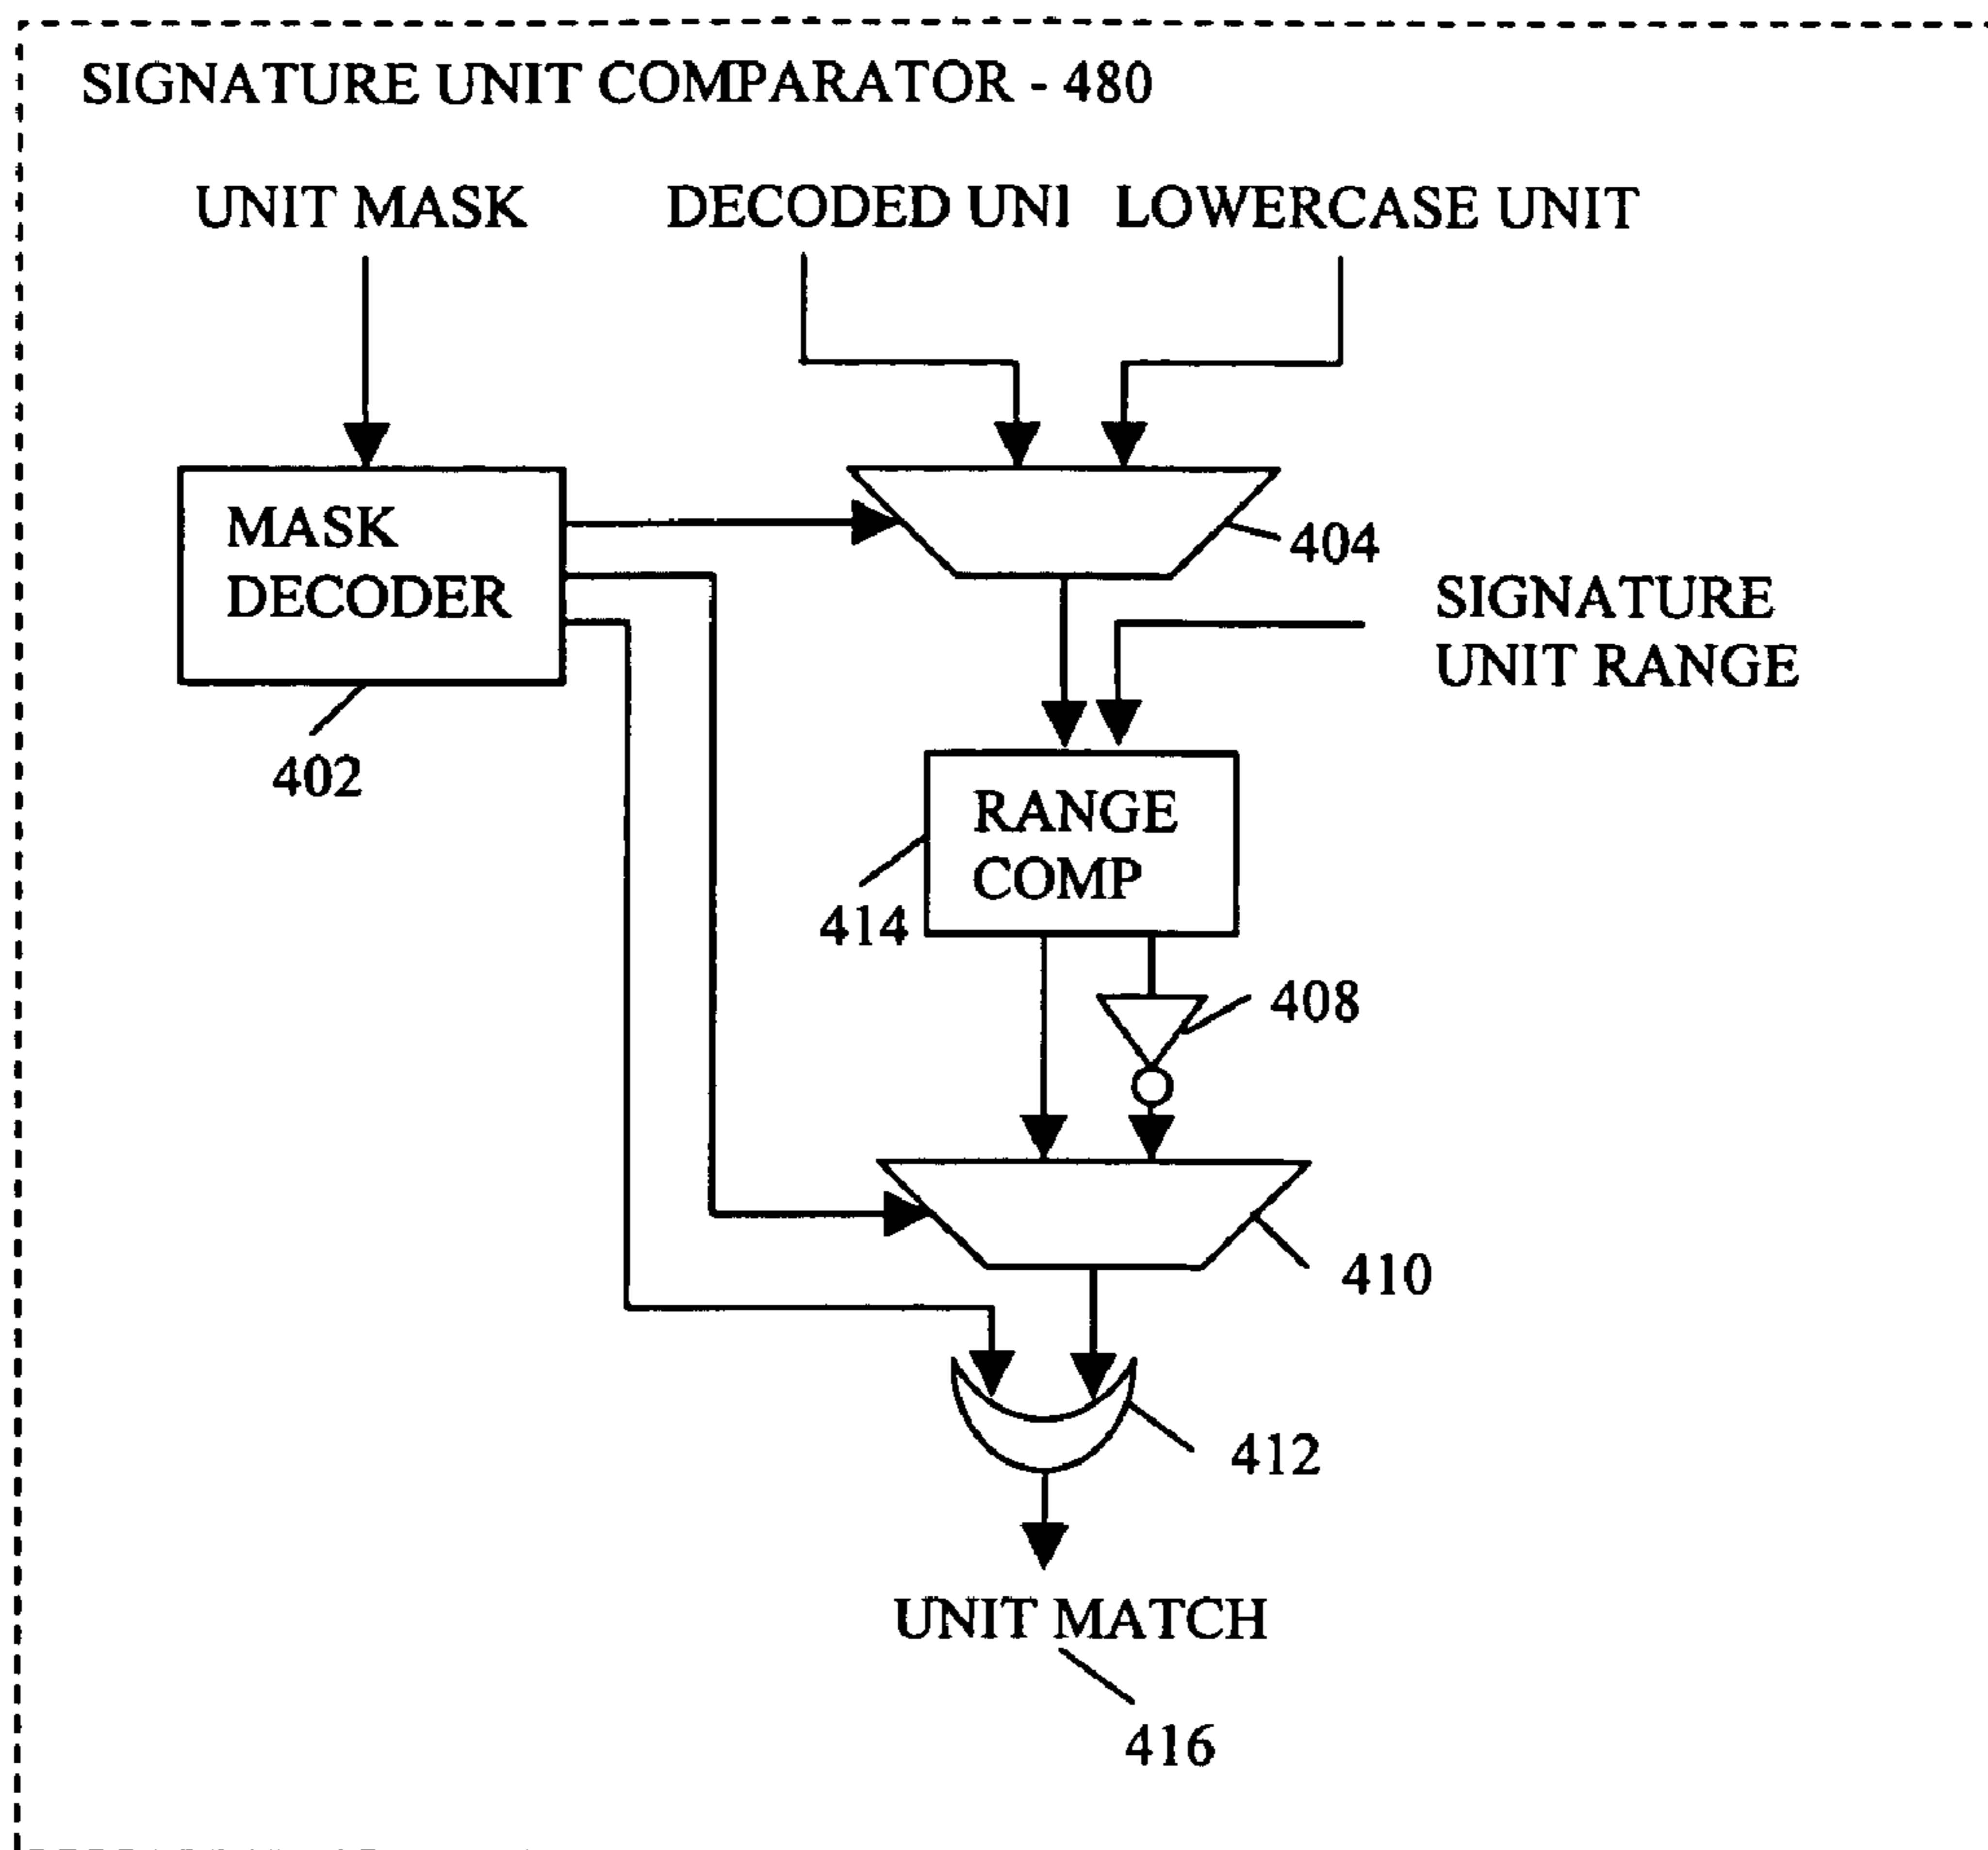 SIGNATURE UNIT COMPARATOR - 480
UNIT MASK
DECODED UNI
LOWERCASE UNIT
MASK
DECODER
404
SIGNATURE
UNIT RANGE
402
RANGE
COMP
414
408
410
412
UNIT MATCH
416